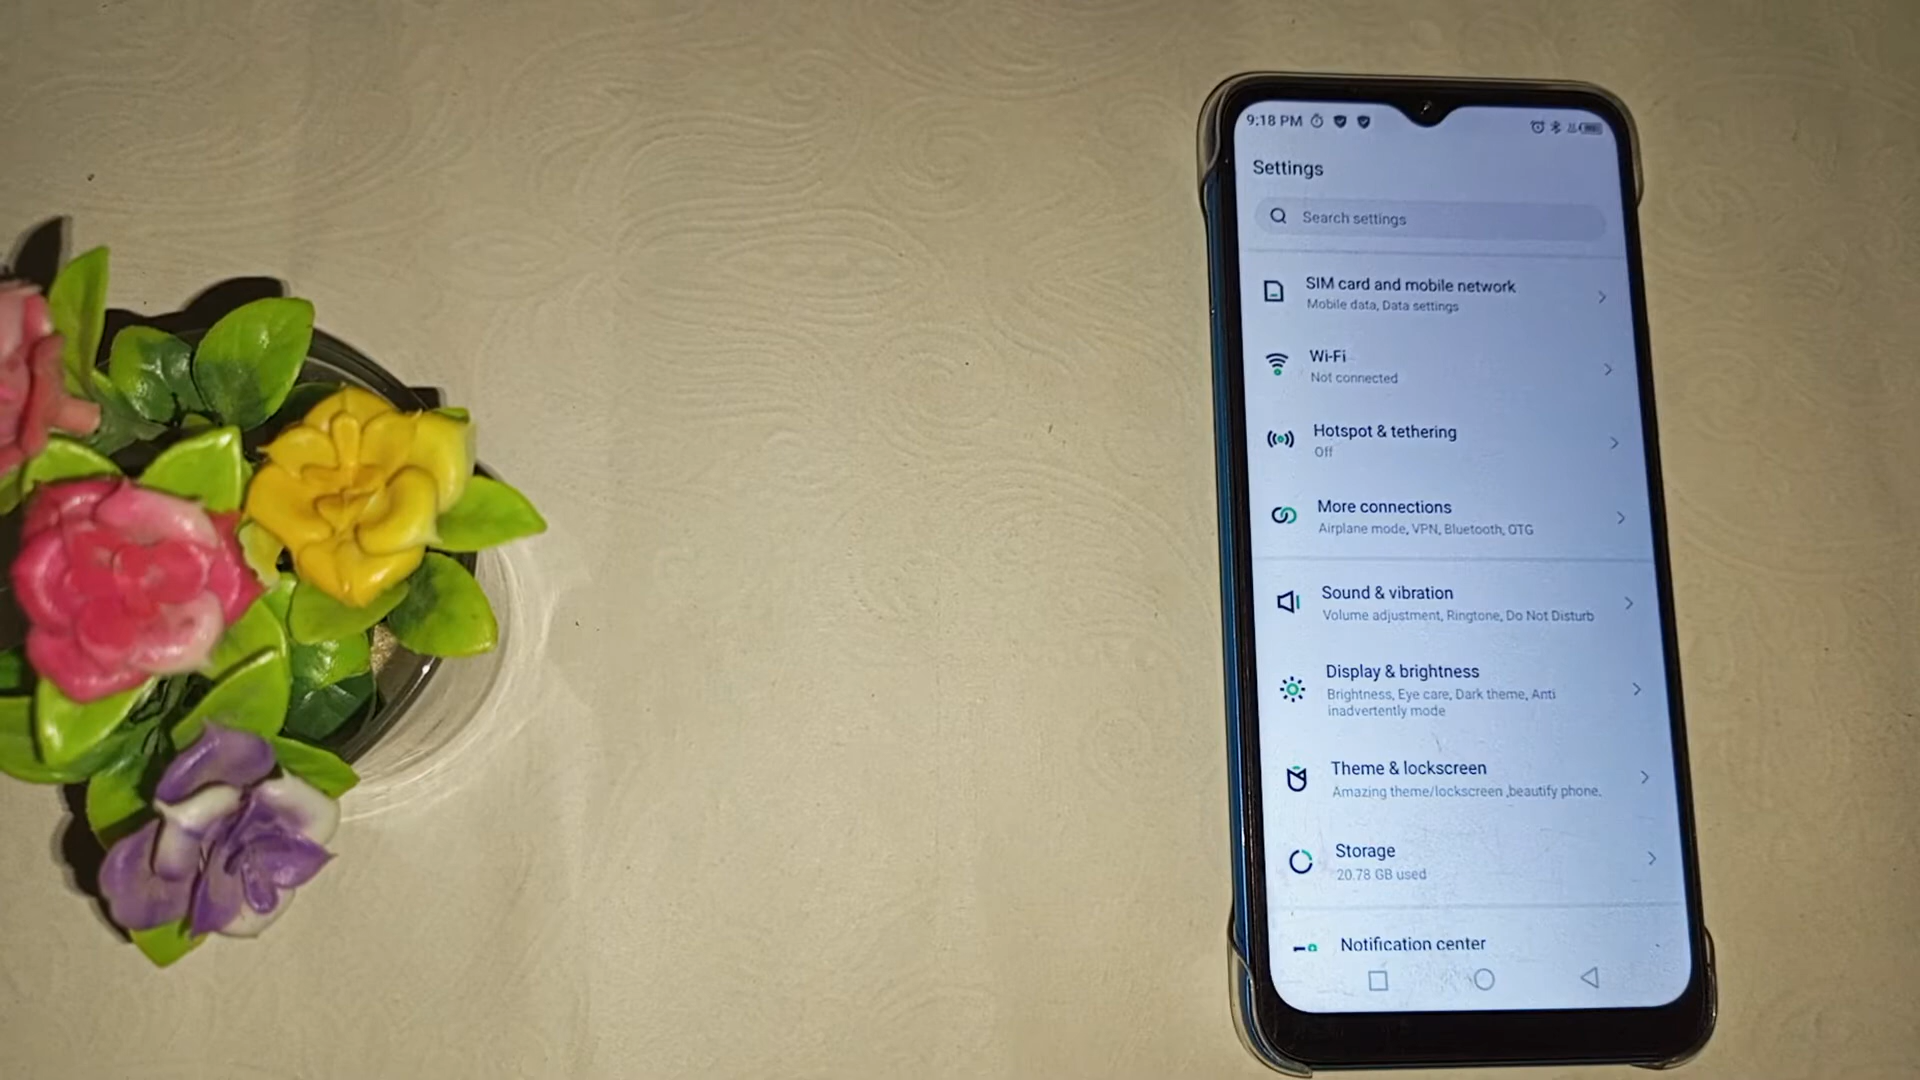 9:18 PM
Settings
Search settings
SIM card and mobile network
Mobile data, Data settings
Wi-Fi
Not connected
Hotspot & tethering
Off
More connections
Airplane mode, VPN, Bluetooth, OTG
Sound & vibration
Volume adjustment, Ringtone, Do Not Disturb
Display & brightness
Brightness, Eye care, Dark theme, Anti
inadvertently mode
Theme & lockscreen
Amazing theme/lockscreen ,beautify phone.
Storage
20.78 GB used
Notification center